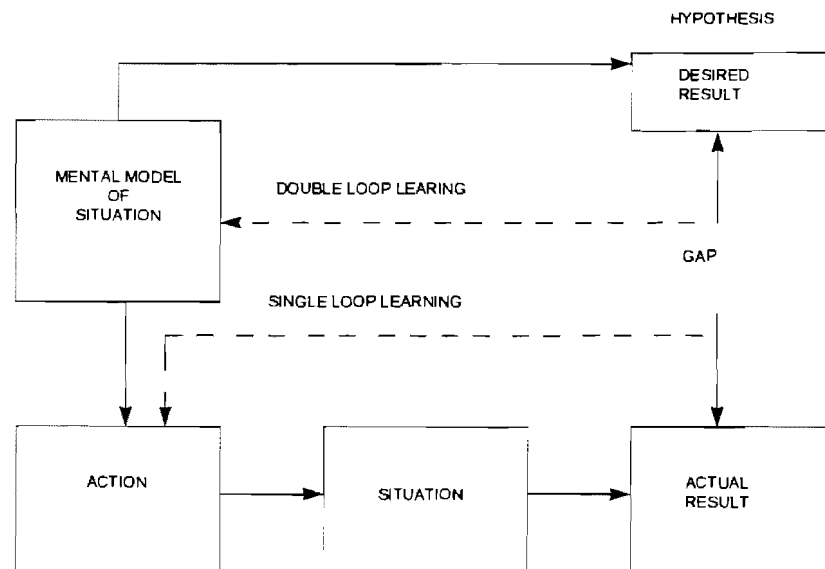 HYPOTHESIS
DESIRED
RESULT
MENTAL MODEL
OF
SITUATION
DOUBLE LOOP LEARING
GAP
SINGLE LOOP LEARNING
ACTION
SITUATION
ACTUAL
RESULT